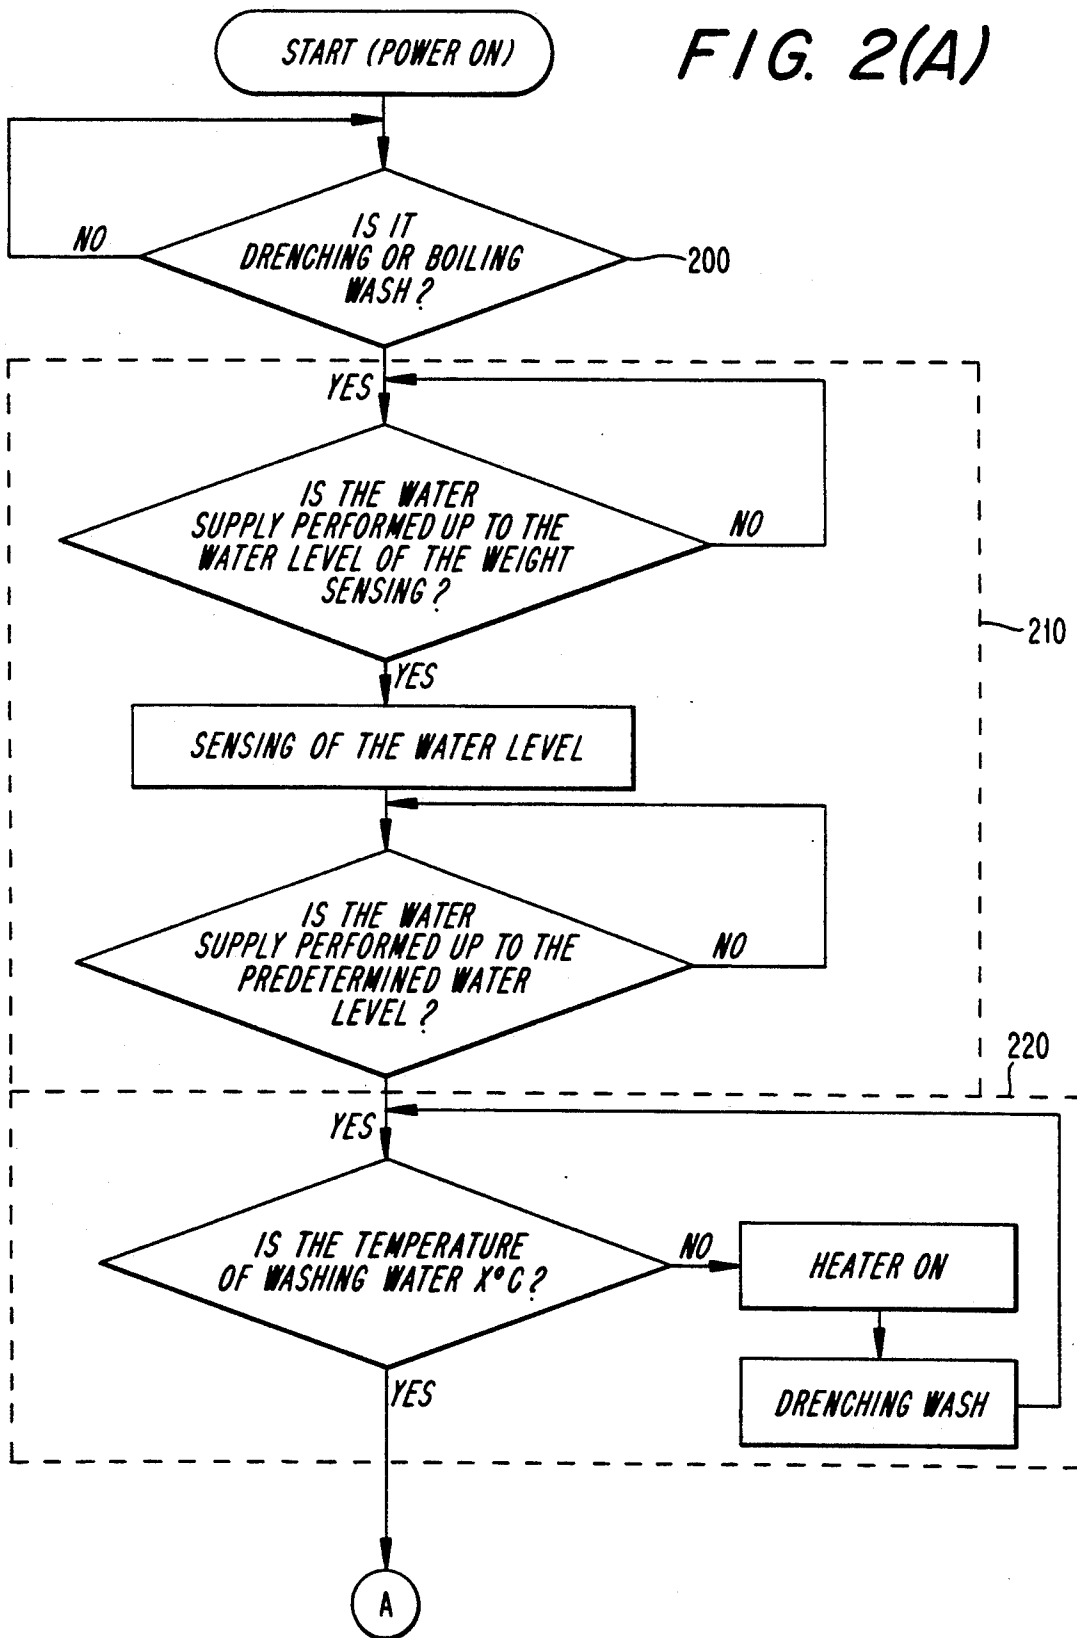 START (POWER ON)
FIG. 2(A)
IS IT
DRENCHING OR BOILING
WASH?
NO
200
YES
IS THE WATER
SUPPLY PERFORMED UP TO THE
WATER LEVEL OF THE WEIGHT
SENSING?
NO
210
YES
SENSING OF THE WATER LEVEL
IS THE WATER
SUPPLY PERFORMED UP TO THE
PREDETERMINED WATER
LEVEL?
NO
220
YES
IS THE TEMPERATURE
OF WASHING WATER X°C?
NO
HEATER ON
YES
DRENCHING WASH
A